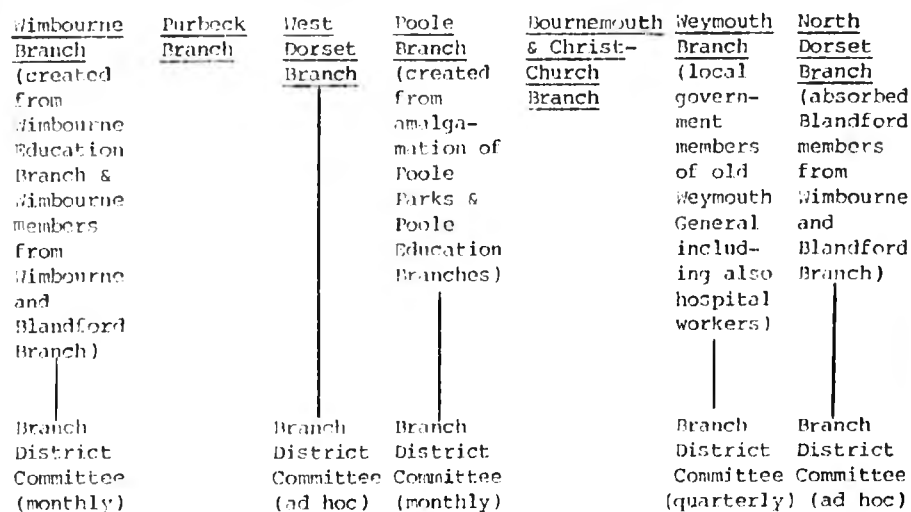 Wimbourne
Branch
(created
from
Wimbourne
Education
Branch &
Wimbourne
members
from
Wimbourne
and
Blandford
Branch)
Branch
District
Committee
(monthly)
Purbeck
Branch
West
Dorset
Branch
Branch
District
Committee
(ad hoc)
Poole
Branch
(created
from
amalga-
mation of
Poole
Parks &
Poole
Education
Branches)
Branch
District
Committee
(monthly)
Bournemouth
& Christ-
Church
Branch
Weymouth
Branch
(local
govern-
ment
members
of old
Weymouth
General
includ-
ing also
hospital
workers)
Branch
District
Committee
(quarterly)
North
Dorset
Branch
(absorbed
Blandford
members
from
Wimbourne
and
Blandford
Branch)
Branch
District
Committee
(ad hoc)